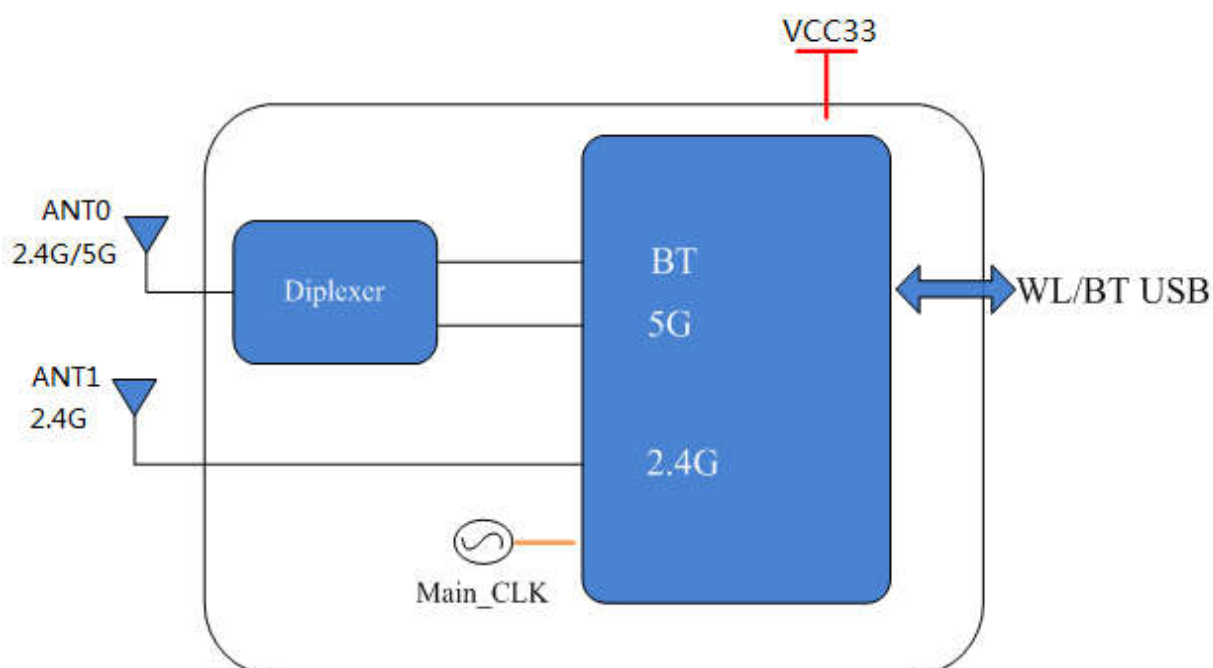 VCC33
ANT0
2.4G/5G
Diplexer
BT
5G
WL/BT USB
ANT1
2.4G
2.4G
Main_CLK